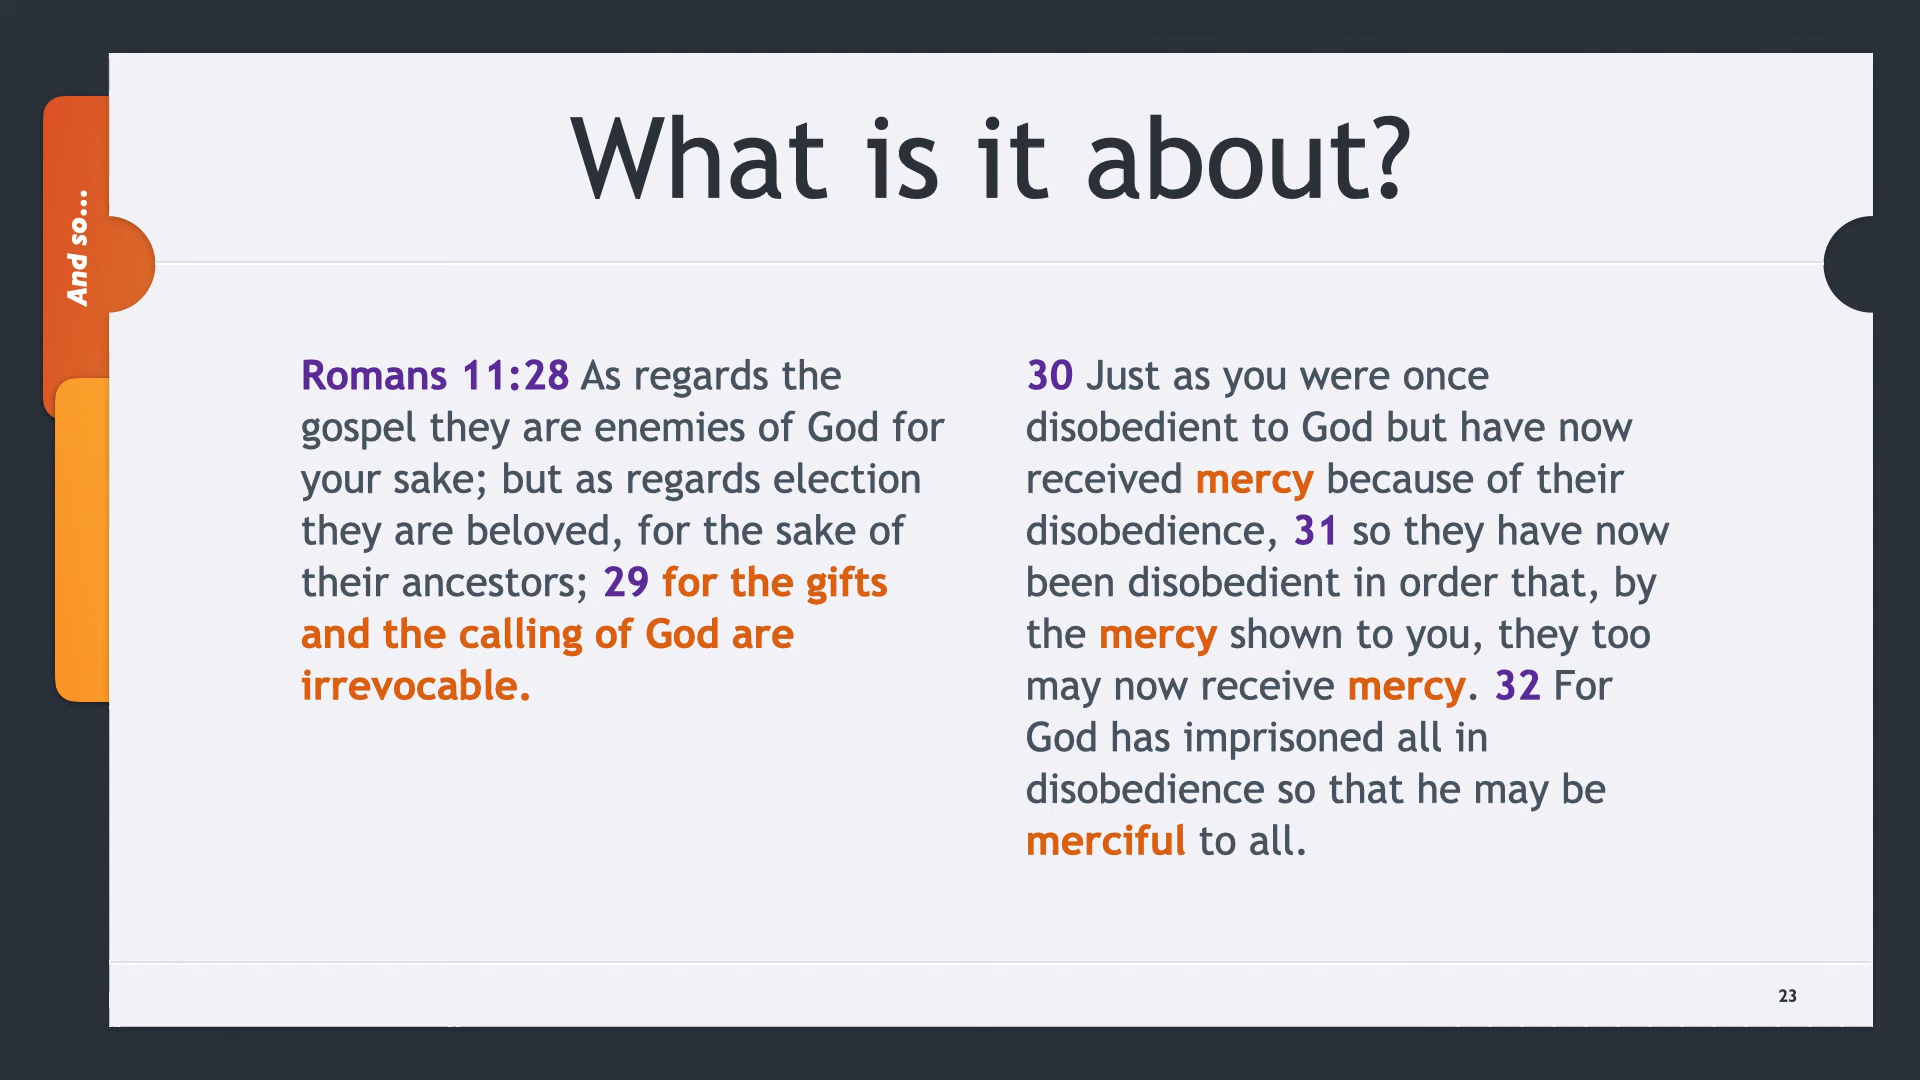 What is it about?
And so...
Romans 11:28 As regards the
gospel they are enemies of God for
your sake; but as regards election
they are beloved, for the sake of
their ancestors; 29 for the gifts
and the calling of God are
irrevocable.
30 Just as you were once
disobedient to God but have now
received mercy because of their
disobedience, 31 so they have now
been disobedient in order that, by
the mercy shown to you, they too
may now receive mercy. 32 For
God has imprisoned all in
disobedience so that he may be
merciful to all.
23